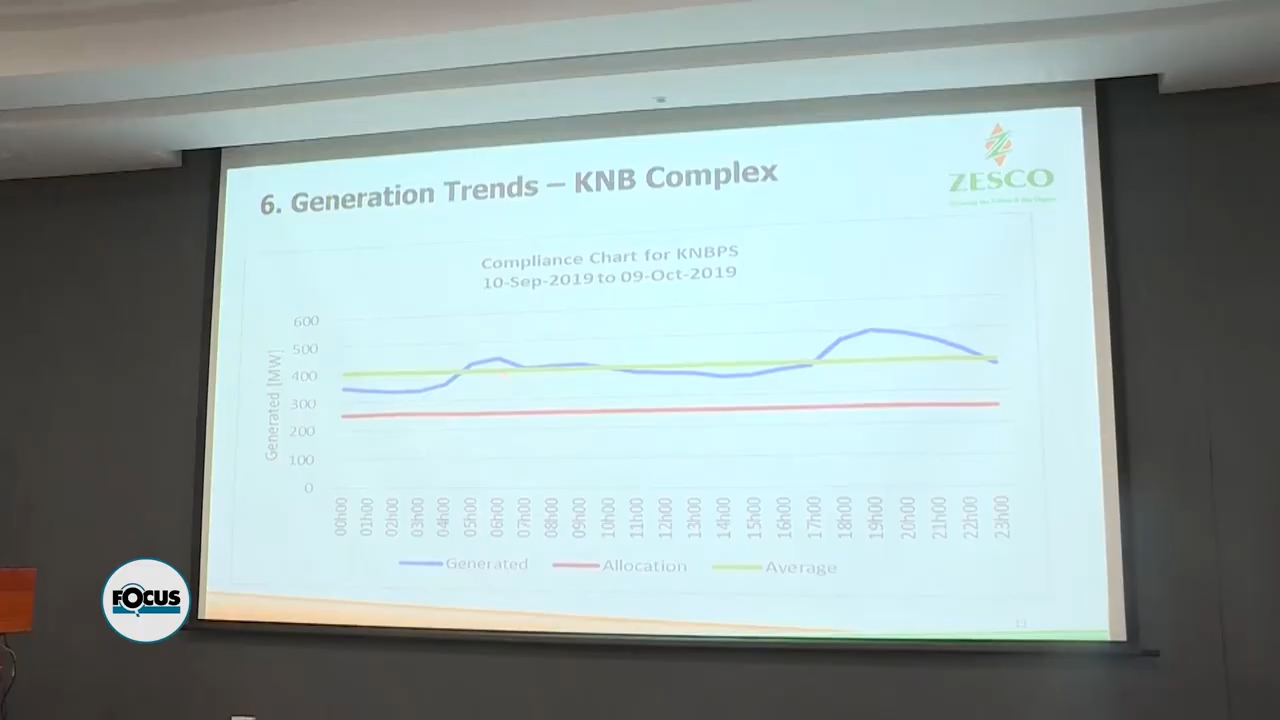 6. Generation Trends – KNB Complex
ZESCO
Compliance Chart for KNBPS
10-Sep-2019 to 09-Oct-2019
Generated [MW]
600
500
400
300
200
100
0
00h00 01h00 02h00 03h00 04h00 05h00 06h00 07h00 08h00 09h00 10h00 11h00 12h00 13h00 14h00 15h00 16h00 17h00 18h00 19h00 20h00 21h00 22h00 23h00
Generated Allocation Average
13
FOCUS